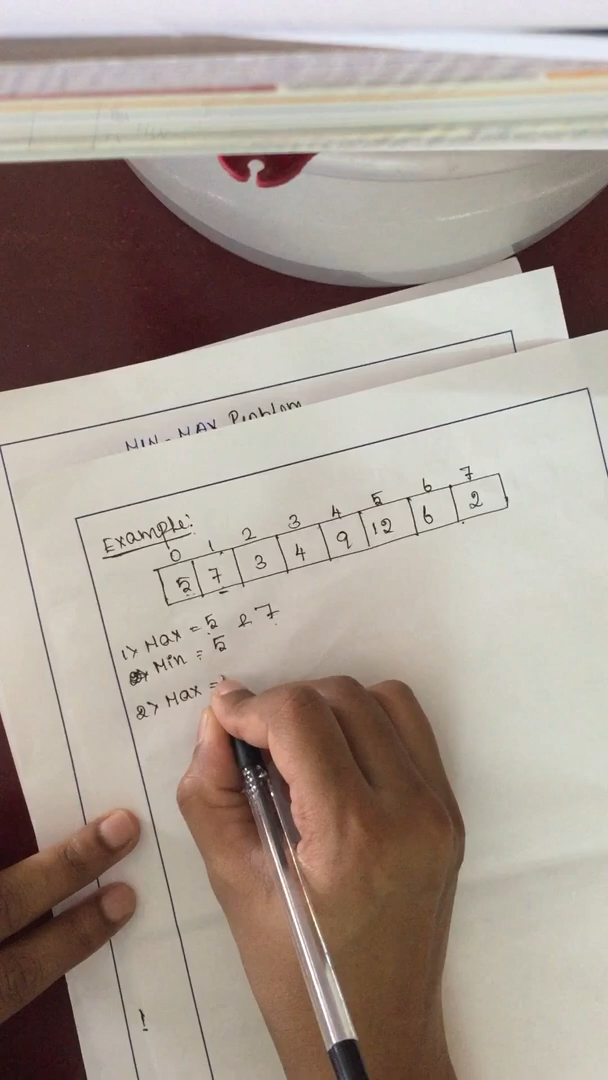 MIN-MAX Problem
Example:
0 1 2 3 4 5 6 7
5 7 3 4 9 12 6 2
1> Max = 5 & 7
Min = 5
2> Max =